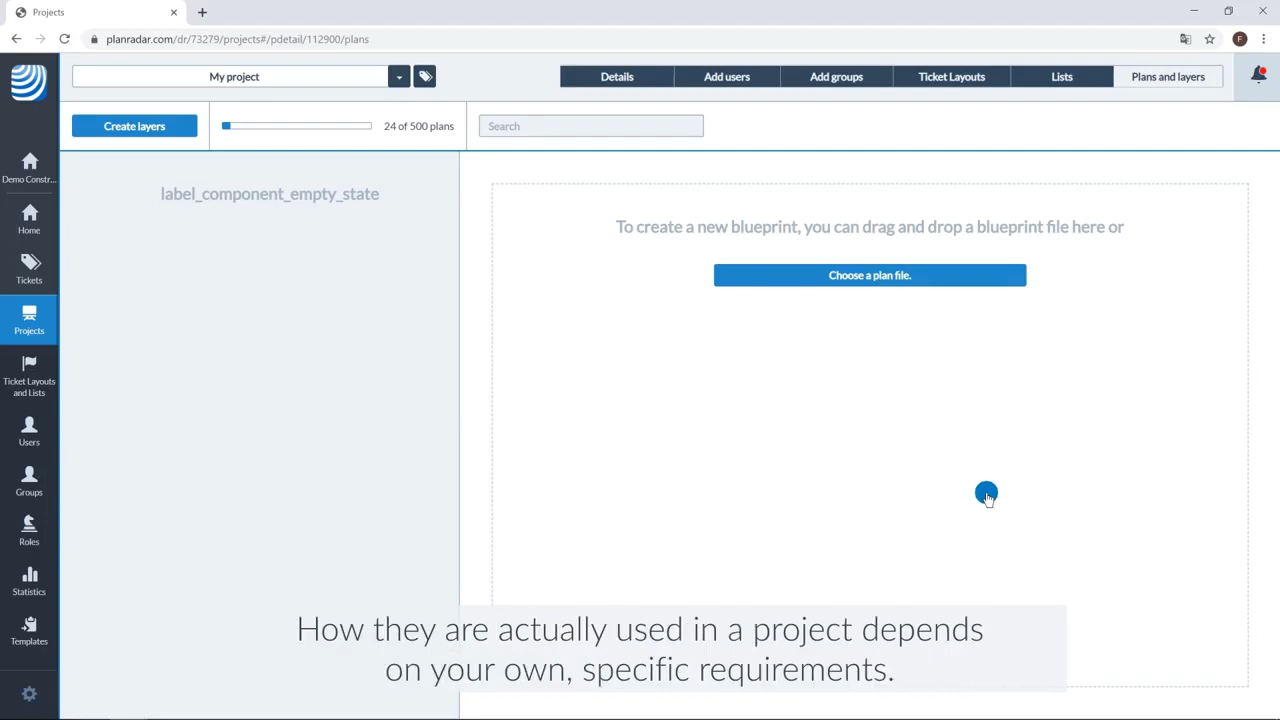 Projects
planradar.com/dr/73279/projects#/pdetail/112900/plans
F
My project
Details
Add users
Add groups
Ticket Layouts
Lists
Plans and layers
Create layers
24 of 500 plans
Search
Demo Constr...
Home
Tickets
Projects
Ticket Layouts
and Lists
Users
Groups
Roles
Statistics
Templates
label_component_empty_state
To create a new blueprint, you can drag and drop a blueprint file here or
Choose a plan file.
How they are actually used in a project depends
on your own, specific requirements.